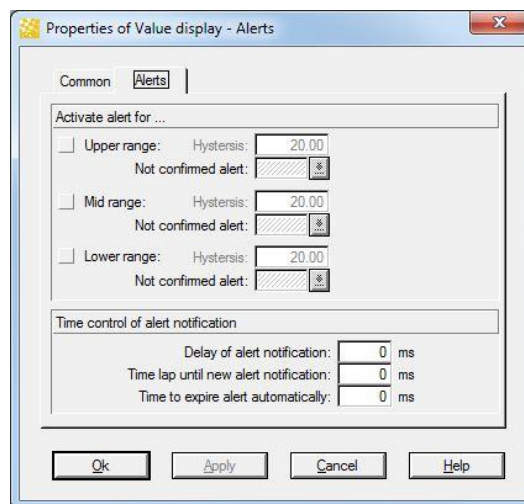 Properties of Value display - Alerts
Common Alerts
Activate alert for ...
Upper range: Hystersis: 20.00
Not confirmed alert:
Mid range: Hystersis: 20.00
Not confirmed alert:
Lower range: Hystersis: 20.00
Not confirmed alert:
Time control of alert notification
Delay of alert notification: 0 ms
Time lap until new alert notification: 0 ms
Time to expire alert automatically: 0 ms
Ok Apply Cancel Help